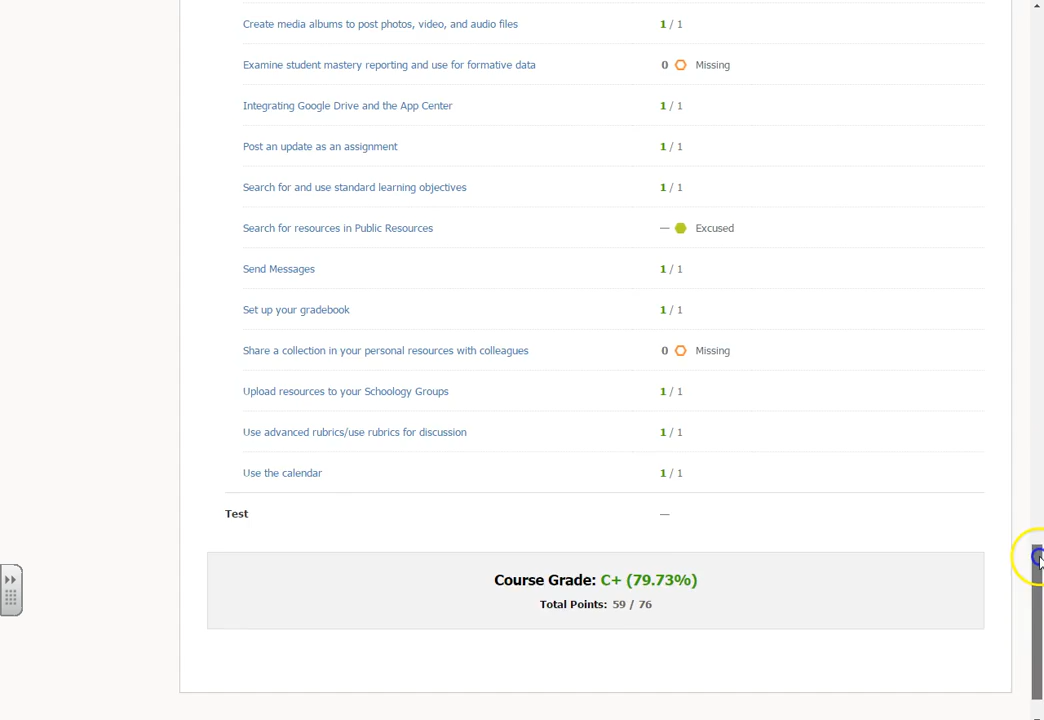 Create media albums to post photos, video, and audio files 1 / 1
Examine student mastery reporting and use for formative data 0 Missing
Integrating Google Drive and the App Center 1 / 1
Post an update as an assignment 1 / 1
Search for and use standard learning objectives 1 / 1
Search for resources in Public Resources — Excused
Send Messages 1 / 1
Set up your gradebook 1 / 1
Share a collection in your personal resources with colleagues 0 Missing
Upload resources to your Schoology Groups 1 / 1
Use advanced rubrics/use rubrics for discussion 1 / 1
Use the calendar 1 / 1
Test —
Course Grade: C+ (79.73%)
Total Points: 59 / 76